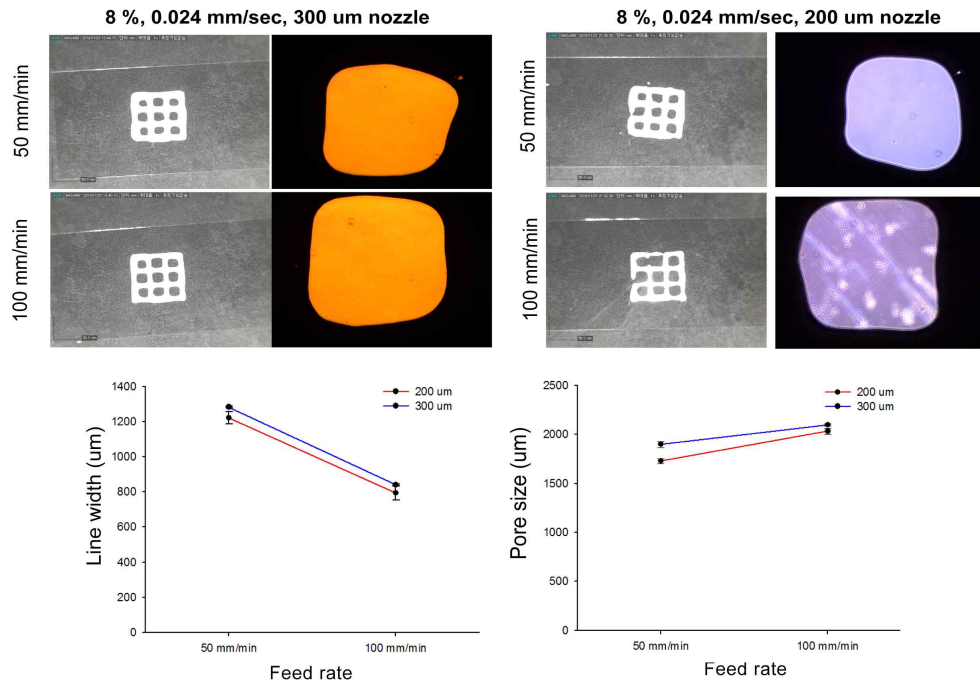 8 %, 0.024 mm/sec, 300 um nozzle
8 %, 0.024 mm/sec, 200 um nozzle
50 mm/min
50 mm/min
100 mm/min
100 mm/min
1400
1200
1000
800
600
400
200
0
Line width (um)
200 um
300 um
50 mm/min
100 mm/min
Feed rate
2500
2000
1500
1000
500
0
Pore size (um)
200 um
300 um
50 mm/min
100 mm/min
Feed rate